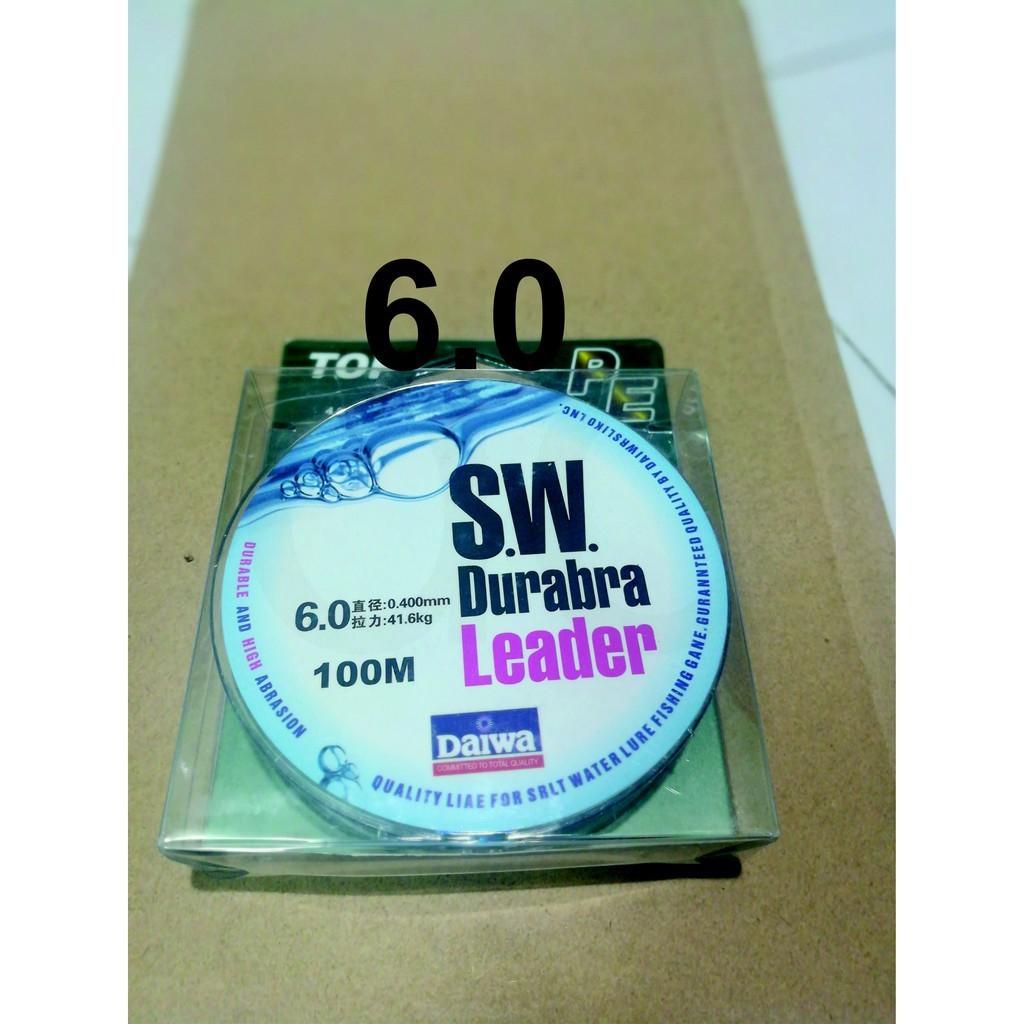 6.0
PE
S.W.
Durabra
Leader
6.0 直径:0.400mm
拉力:41.6kg
100M
Daiwa
COMMITTED TO TOTAL QUALITY
DURABLE AND HIGH ABRASION
QUALITY LIAE FOR SRLT WATER LURE FISHING GANE. GURANNTEED QUALITY BY DAIWRSLIKO LNC.